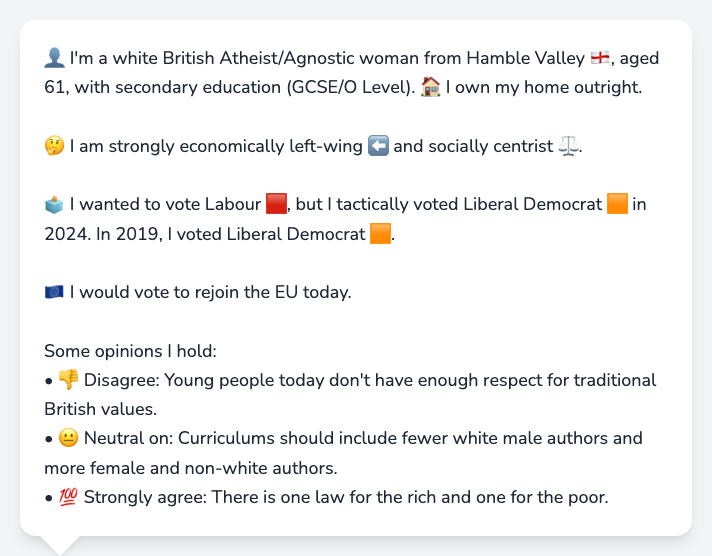 👤 I'm a white British Atheist/Agnostic woman from Hamble Valley 🏴󠁧󠁢󠁥󠁮󠁧󠁿, aged
61, with secondary education (GCSE/O Level). 🏠 I own my home outright.
🤔 I am strongly economically left-wing ⬅️ and socially centrist ⚖️.
🗳️ I wanted to vote Labour 🟥, but I tactically voted Liberal Democrat 🟧 in
2024. In 2019, I voted Liberal Democrat 🟧.
🇪🇺 I would vote to rejoin the EU today.
Some opinions I hold:
• 👎 Disagree: Young people today don't have enough respect for traditional
British values.
• 😐 Neutral on: Curriculums should include fewer white male authors and
more female and non-white authors.
• 💯 Strongly agree: There is one law for the rich and one for the poor.